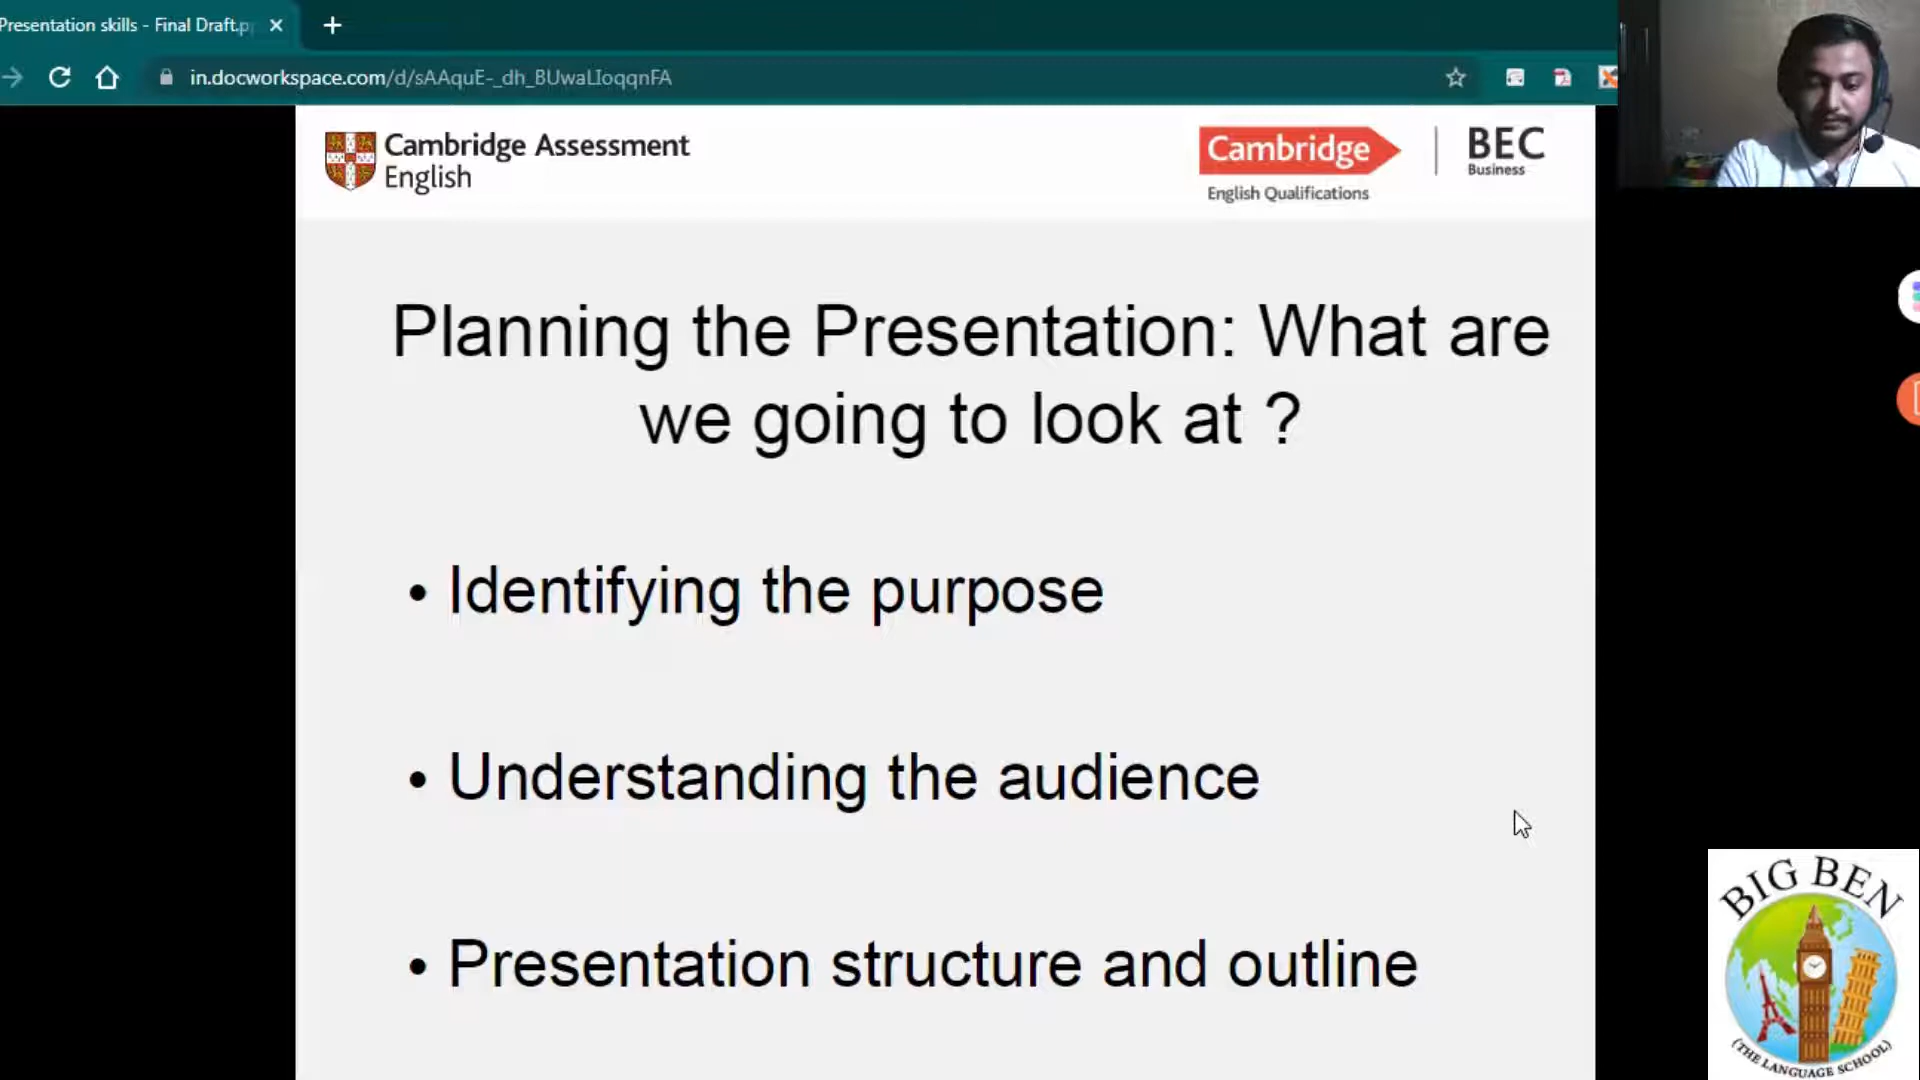 Presentation skills - Final Draft.p
in.docworkspace.com/d/sAAquE-_dh_BUwaLIoqqnFA
Cambridge Assessment
English
Cambridge
English Qualifications
BEC
Business
Planning the Presentation: What are
we going to look at ?
• Identifying the purpose
• Understanding the audience
• Presentation structure and outline
BIG BEN
(THE LANGUAGE SCHOOL)